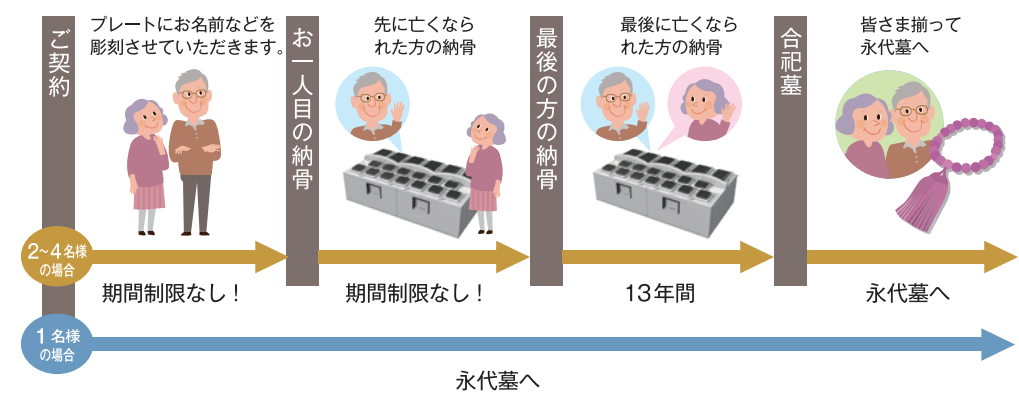 ご契約
プレートにお名前などを
彫刻させていただきます。
お一人目の納骨
先に亡くなら
れた方の納骨
最後の方の納骨
最後に亡くなら
れた方の納骨
合祀墓
皆さま揃って
永代墓へ
2~4名様
の場合
期間制限なし!
期間制限なし!
13年間
永代墓へ
1名様
の場合
永代墓へ